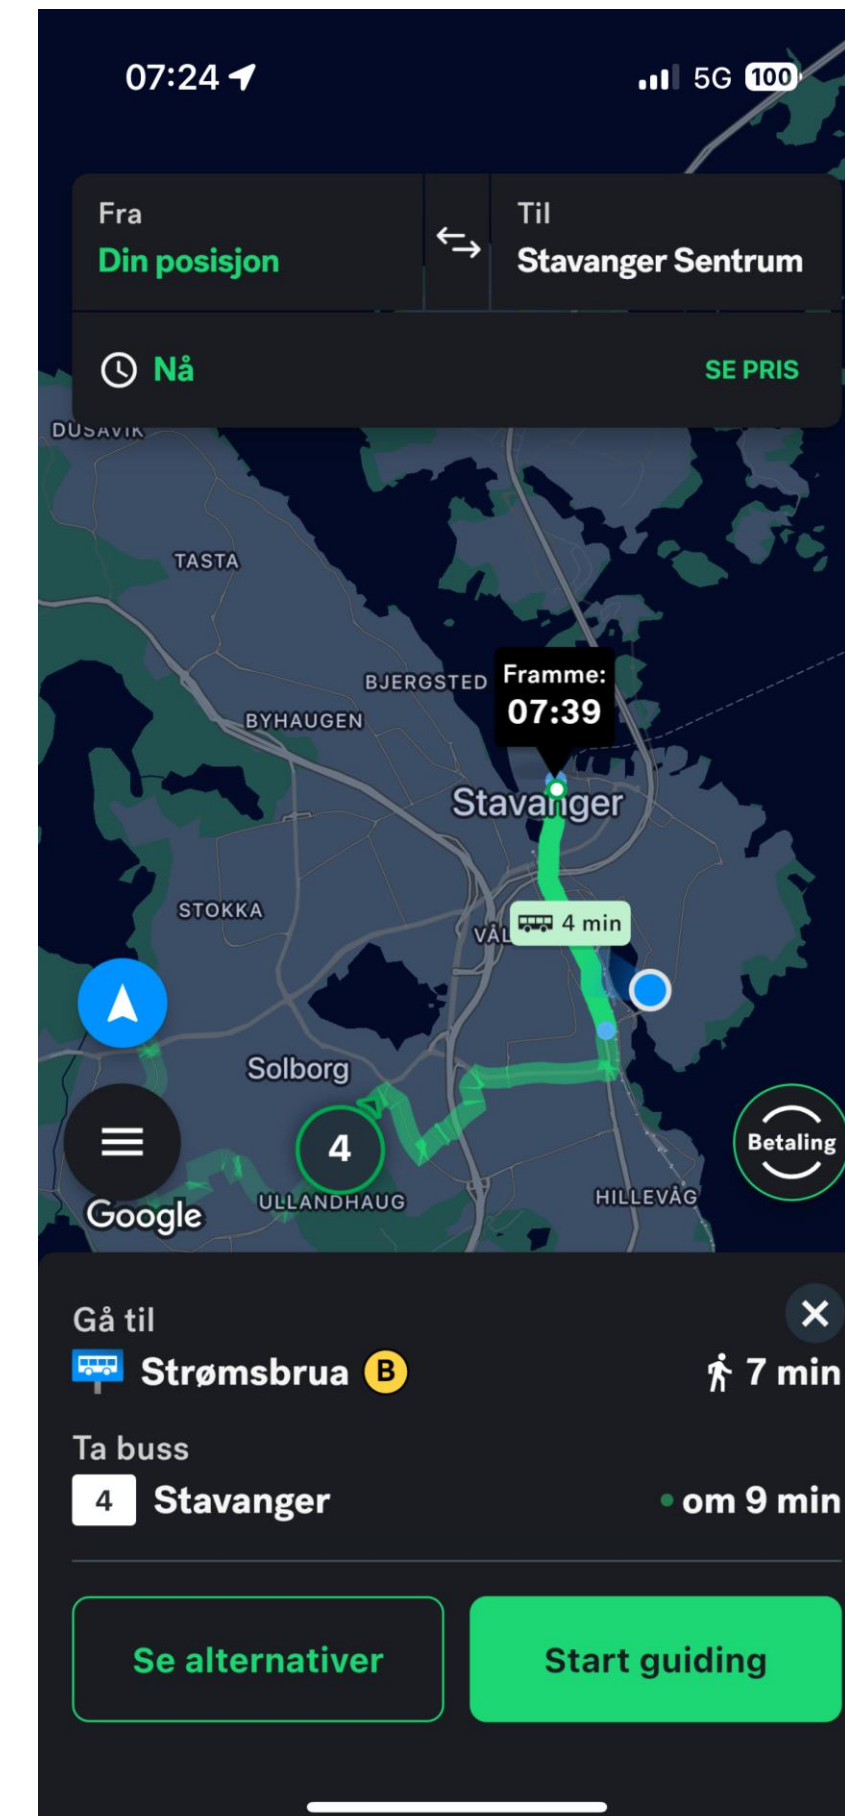 07:24
5G 100
Fra
Din posisjon
Til
Stavanger Sentrum
Nå
SE PRIS
DUSAVIK
TASTA
BJERGSTED
Framme:
07:39
BYHAUGEN
Stavanger
STOKKA
VÅL
4 min
Solborg
4
Betaling
Google
ULLANDHAUG
HILLEVÅG
Gå til
Strømsbrua B
7 min
Ta buss
4 Stavanger
om 9 min
Se alternativer
Start guiding